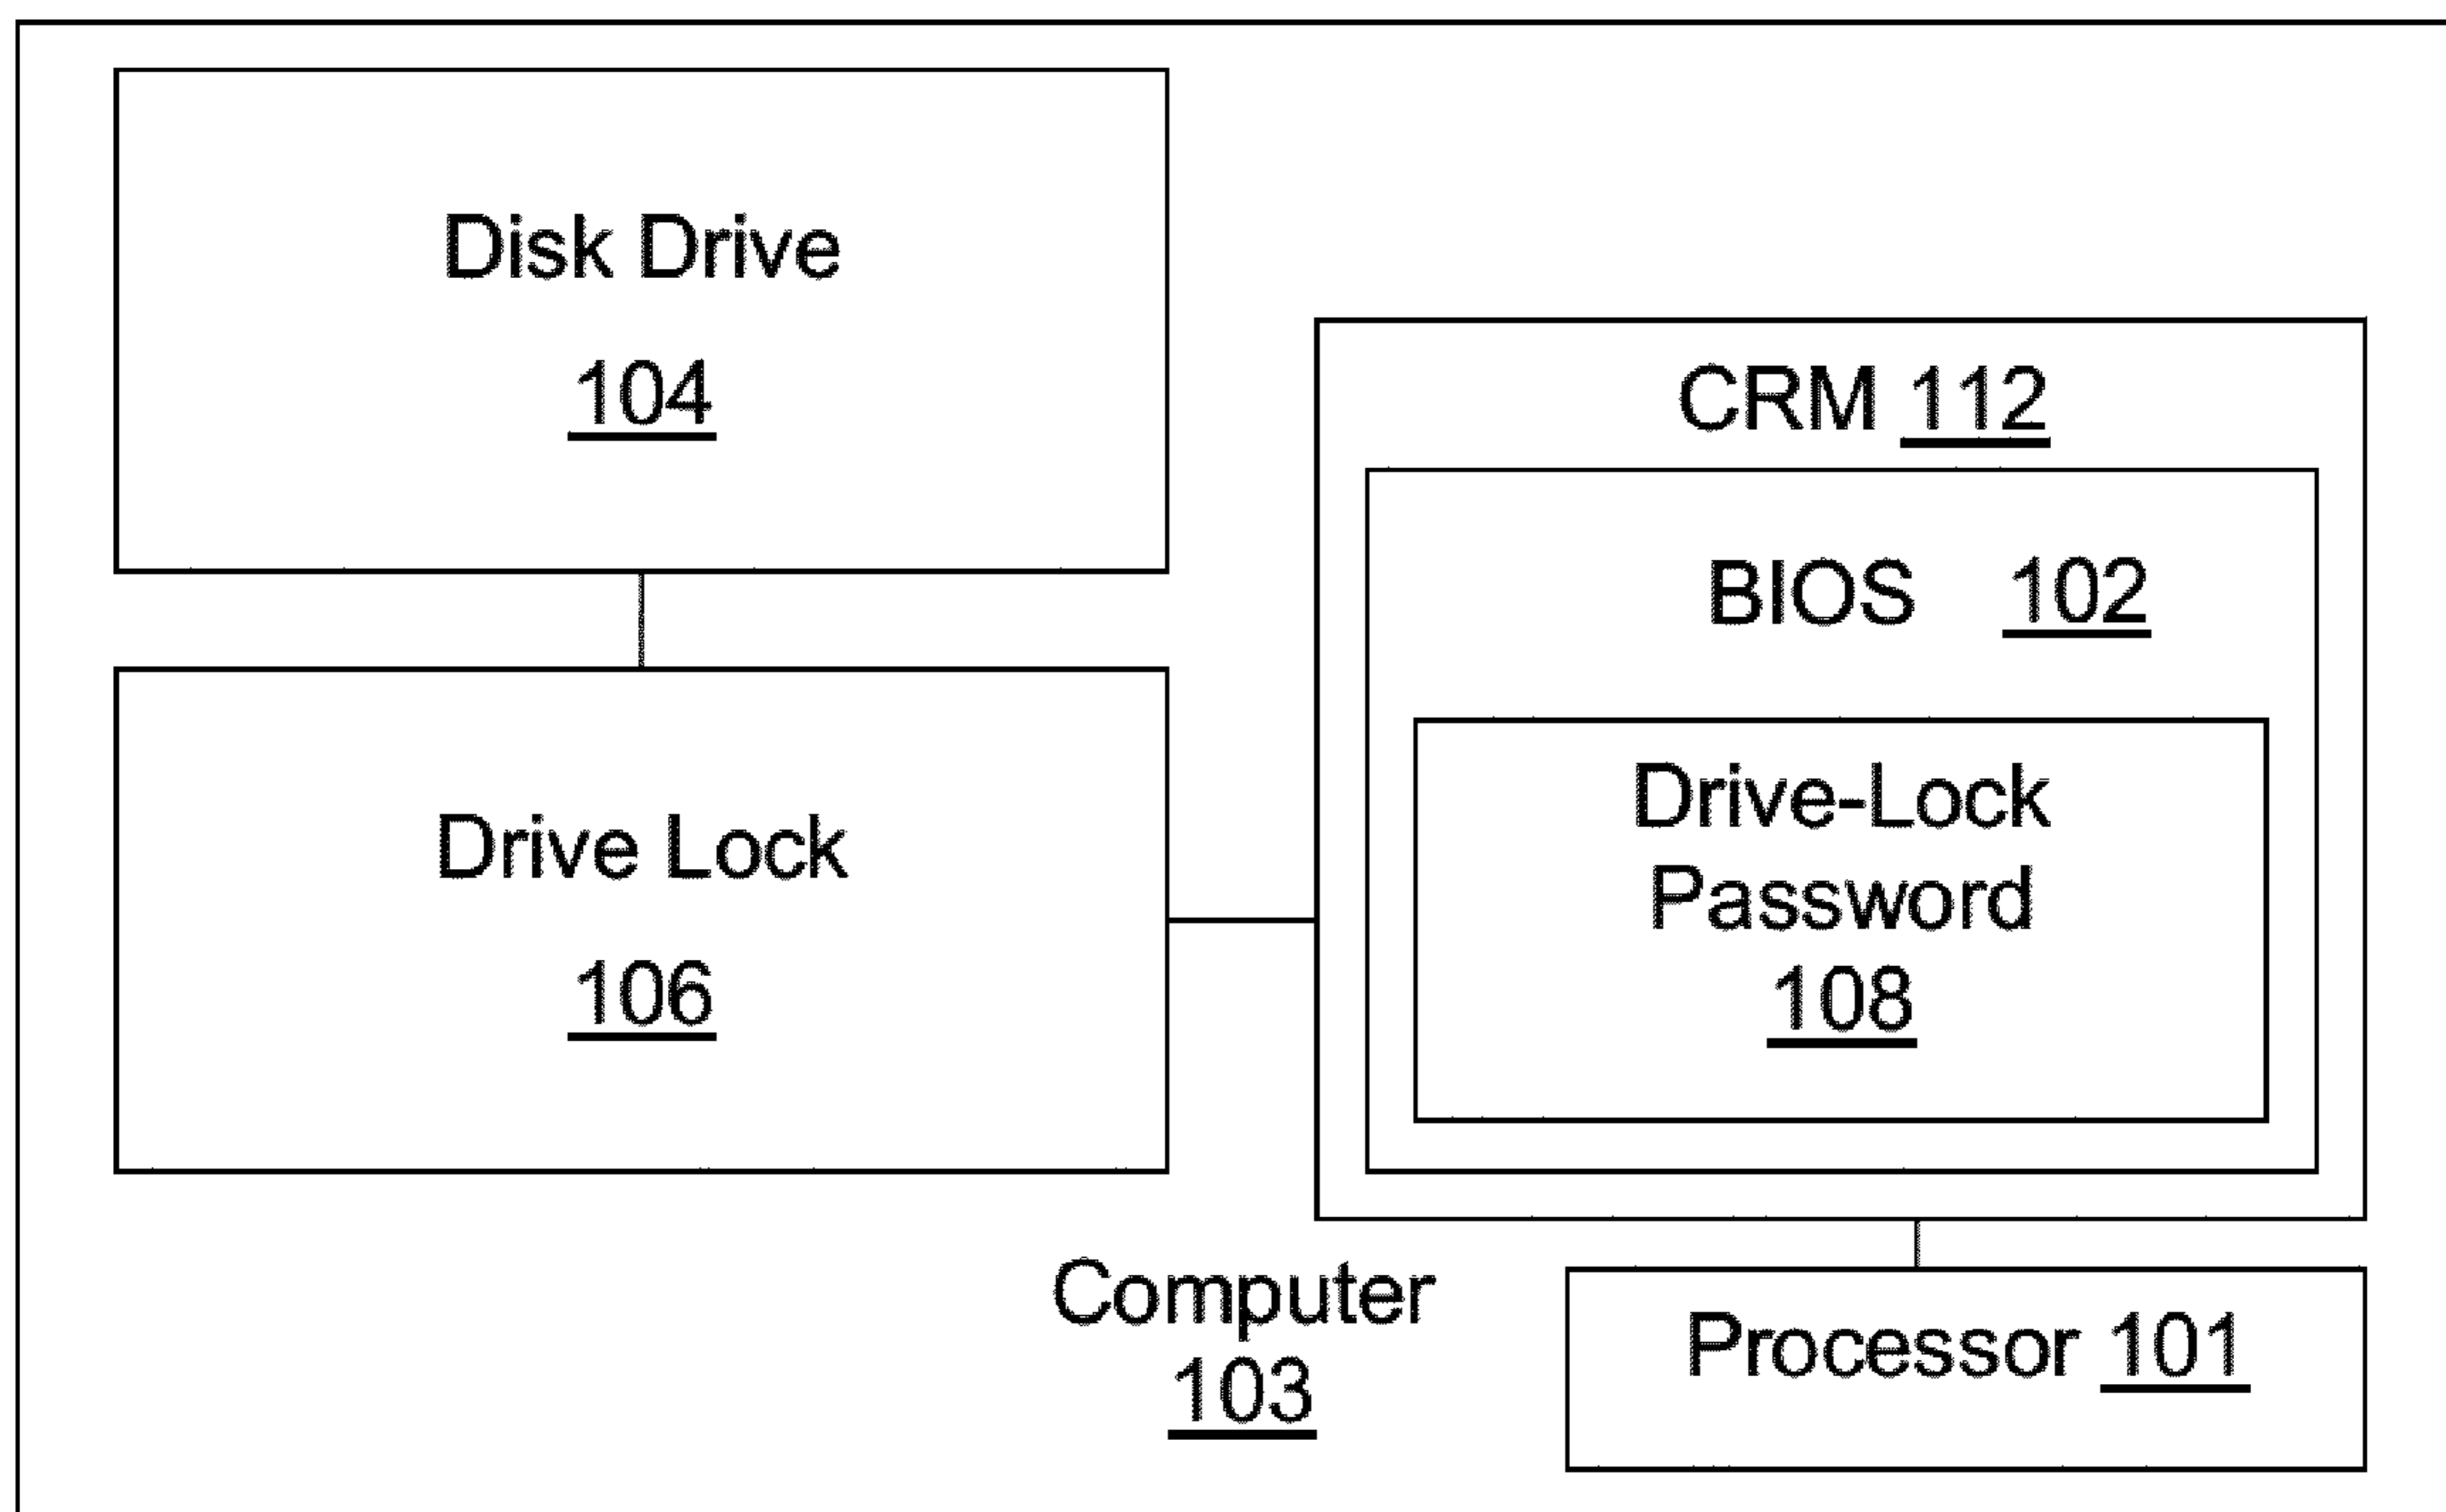 Disk Drive
104
CRM 112
BIOS 102
Drive Lock
106
Drive-Lock
Password
108
Computer
103
Processor 101